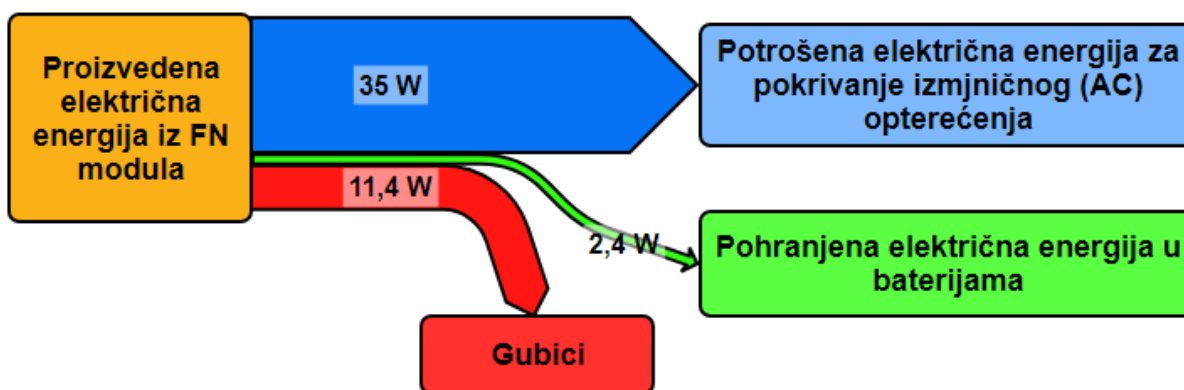 Proizvedena
električna
energija iz FN
modula
35 W
11,4 W
2,4 W
Potrošena električna energija za
pokrivanje izmjničnog (AC)
opterećenja
Pohranjena električna energija u
baterijama
Gubici